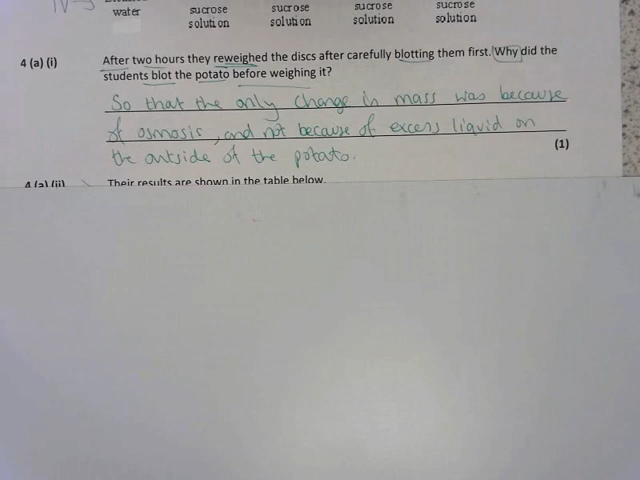 water sucrose sucrose sucrose sucrose
solution solution solution solution
4 (a) (i) After two hours they reweighed the discs after carefully blotting them first. Why did the
students blot the potato before weighing it?
So that the only change in mass was because
of osmosis, and not because of excess liquid on
the outside of the potato.
(1)
4 (a) (ii) Their results are shown in the table below.